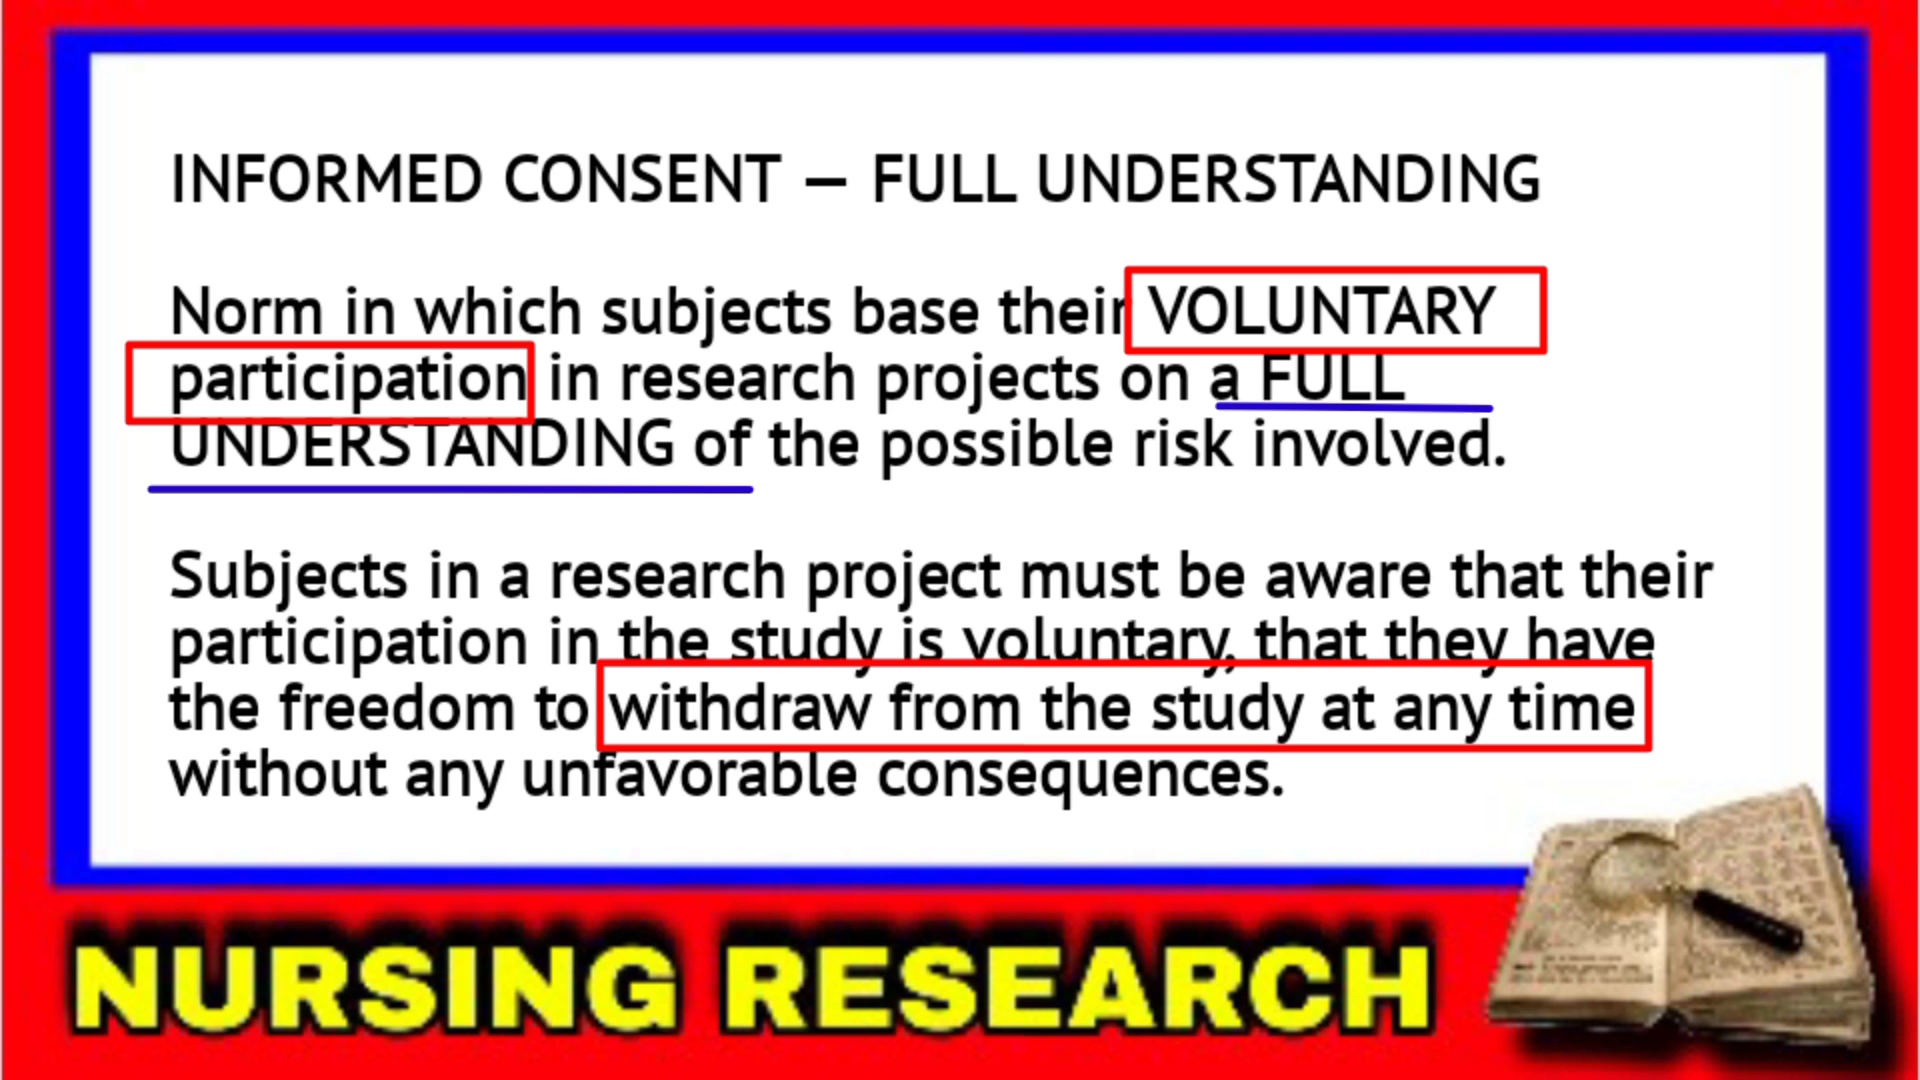 INFORMED CONSENT — FULL UNDERSTANDING
Norm in which subjects base their VOLUNTARY
participation in research projects on a FULL
UNDERSTANDING of the possible risk involved.
Subjects in a research project must be aware that their
participation in the study is voluntary, that they have
the freedom to withdraw from the study at any time
without any unfavorable consequences.
NURSING RESEARCH